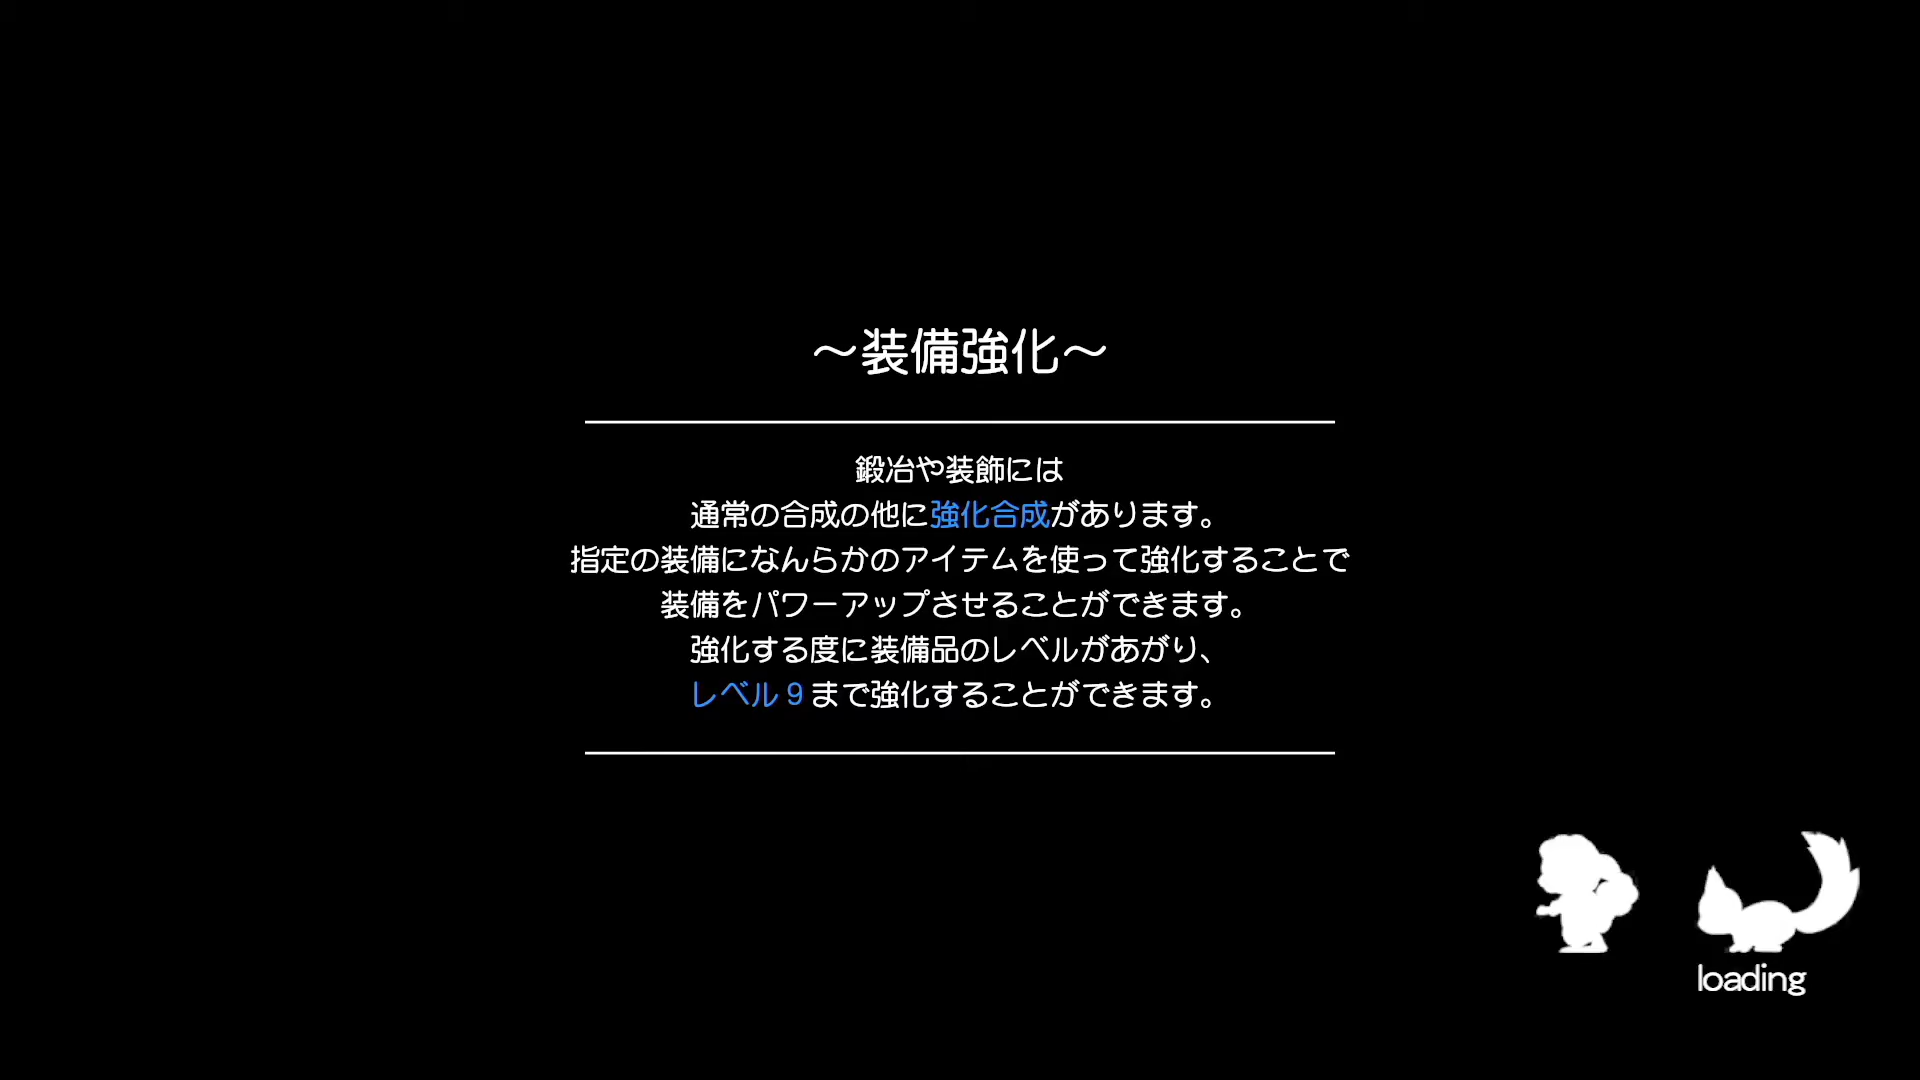 ～装備強化～
鍛冶や装飾には
通常の合成の他に強化合成があります。
指定の装備になんらかのアイテムを使って強化することで
装備をパワーアップさせることができます。
強化する度に装備品のレベルがあがり、
レベル９まで強化することができます。
loading